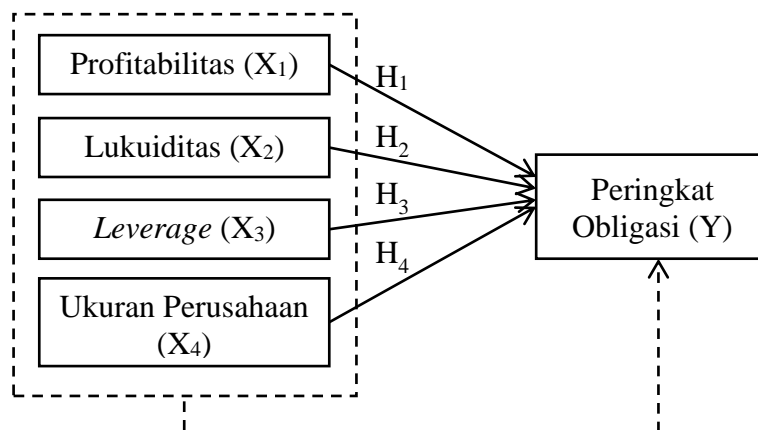 Profitabilitas (X₁)
H₁
Lukuiditas (X₂)
H₂
Leverage (X₃)
H₃
Ukuran Perusahaan
(X₄)
H₄
Peringkat
Obligasi (Y)